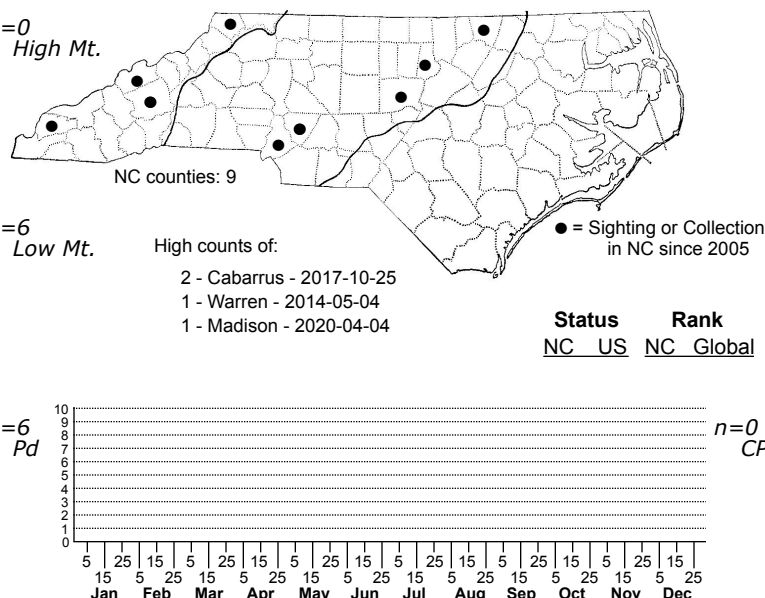 =0
High Mt.
NC counties: 9
=6
Low Mt.
High counts of:
2 - Cabarrus - 2017-10-25
1 - Warren - 2014-05-04
1 - Madison - 2020-04-04
● = Sighting or Collection
in NC since 2005
Status Rank
NC US NC Global
=6
Pd
10
9
8
7
6
5
4
3
2
1
0
n=0
CP
5 25 15 5 25 15 5 25 15 5 25 15 5 25 15 5 25 15
15 5 25 15 5 25 15 5 25 15 5 25 15 5 25 15 5 25
Jan Feb Mar Apr May Jun Jul Aug Sep Oct Nov Dec